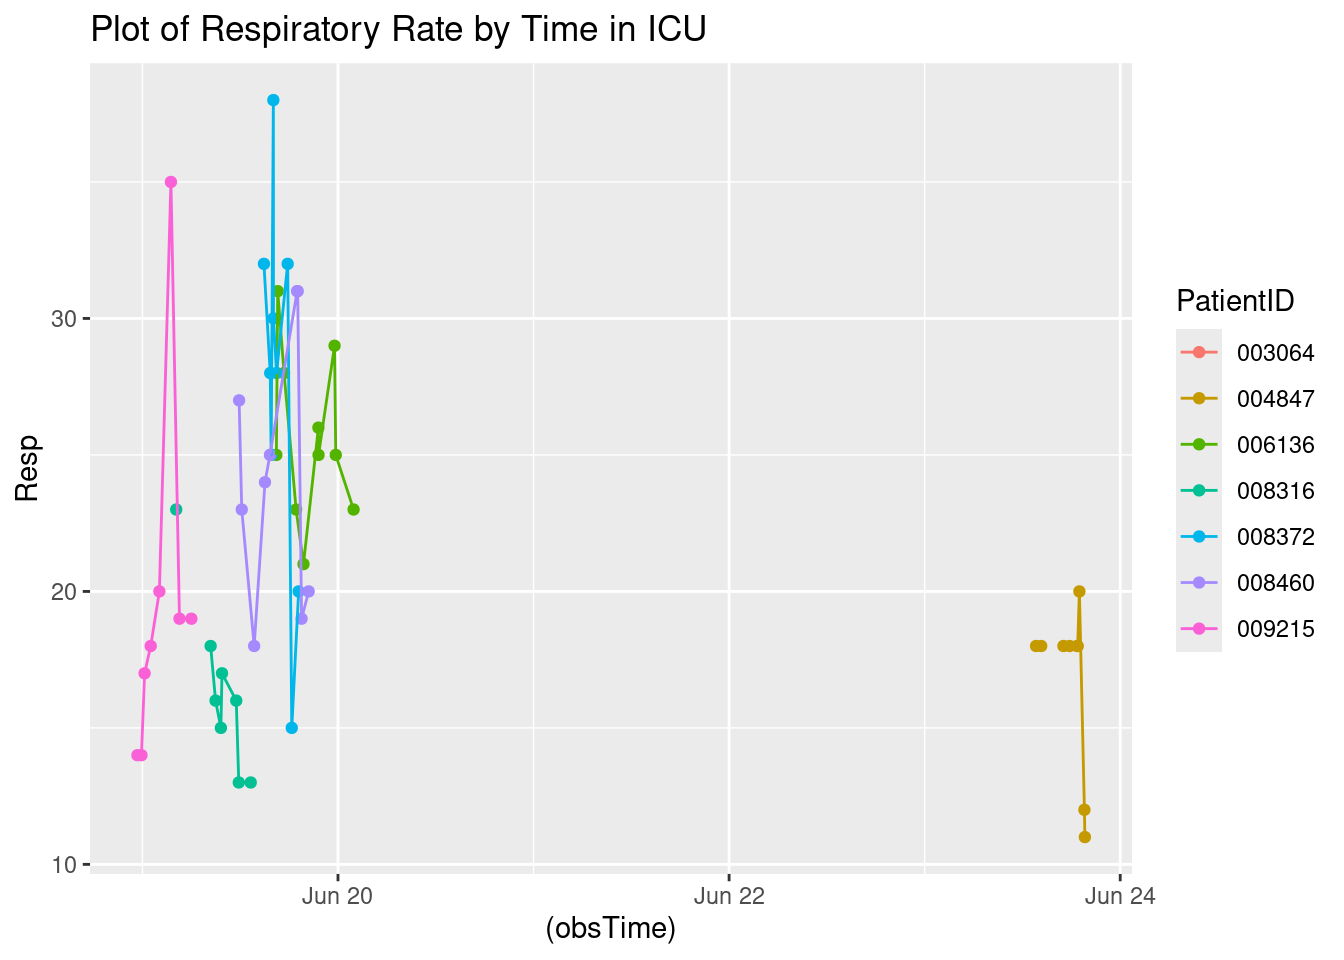 Plot of Respiratory Rate by Time in ICU
Resp
30
20
10
Jun 20
Jun 22
Jun 24
(obsTime)
PatientID
003064
004847
006136
008316
008372
008460
009215